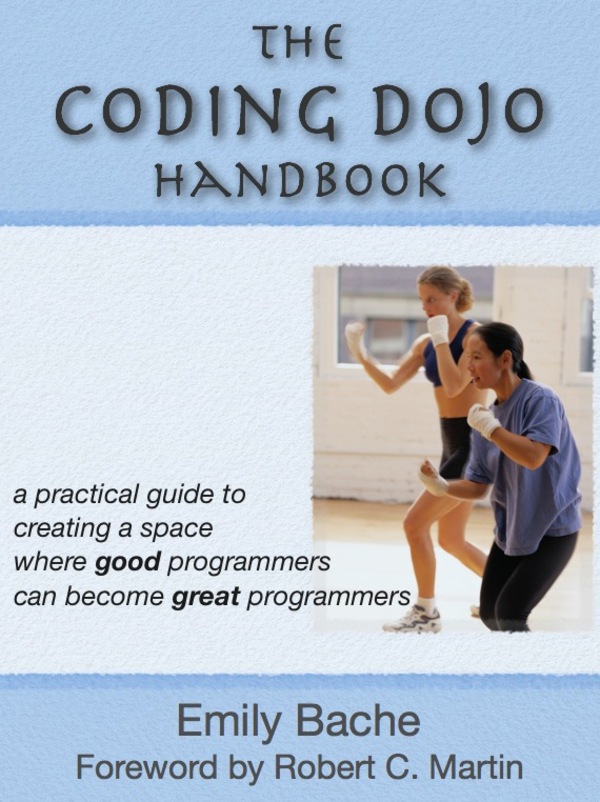 THE
CODING DOJO
HANDBOOK
a practical guide to
creating a space
where good programmers
can become great programmers
Emily Bache
Foreword by Robert C. Martin